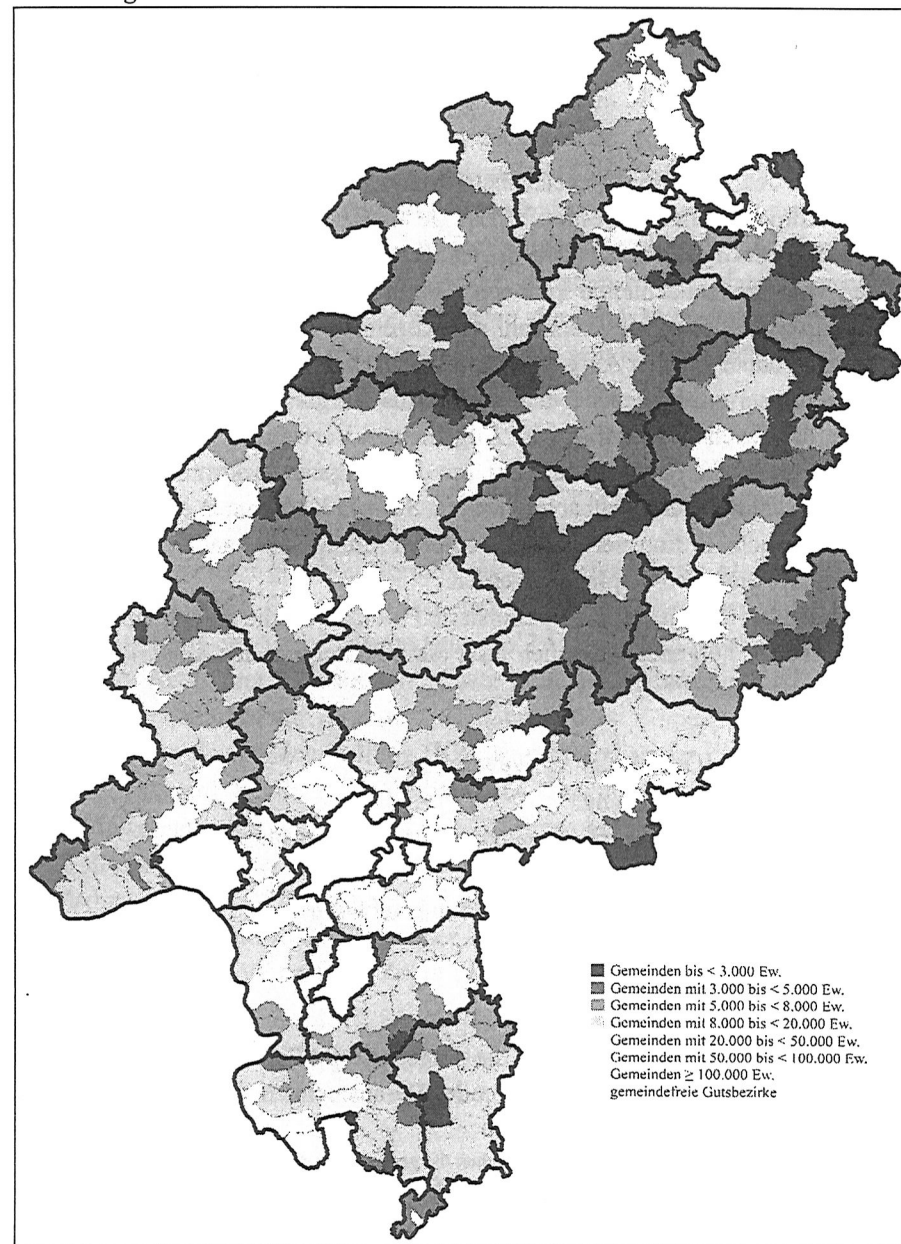 Gemeinden bis < 3.000 Ew.
Gemeinden mit 3.000 bis < 5.000 Ew.
Gemeinden mit 5.000 bis < 8.000 Ew.
Gemeinden mit 8.000 bis < 20.000 Ew.
Gemeinden mit 20.000 bis < 50.000 Ew.
Gemeinden mit 50.000 bis < 100.000 Ew.
Gemeinden ≥ 100.000 Ew.
gemeindefreie Gutsbezirke